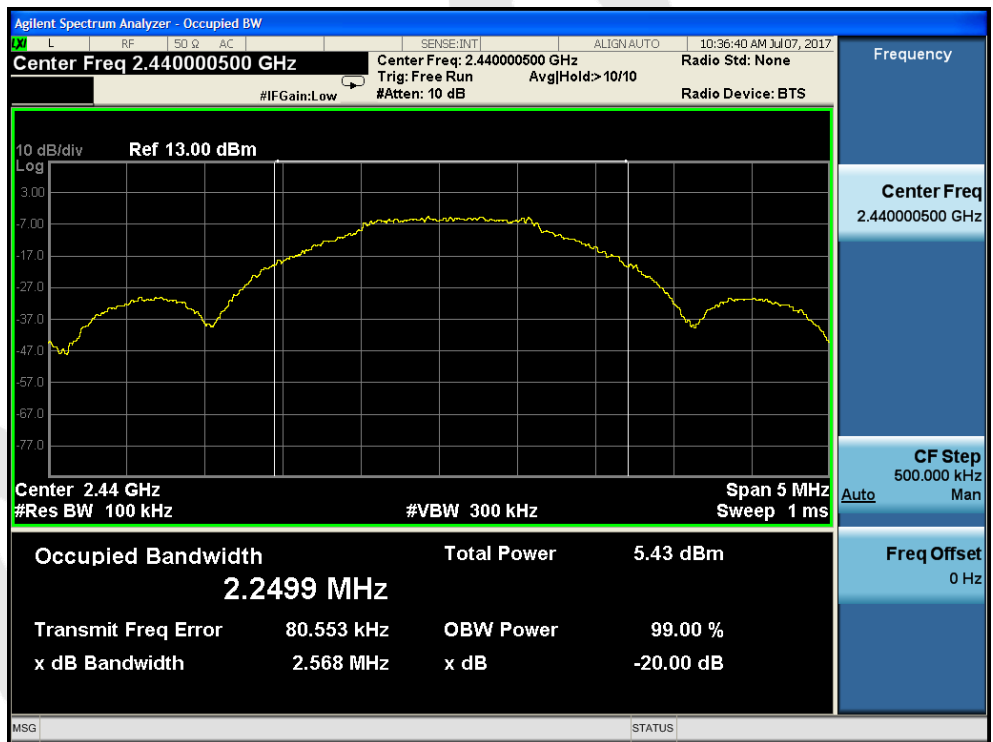 Agilent Spectrum Analyzer - Occupied BW
LXI L RF 50 Ω AC SENSE:INT ALIGN AUTO 10:36:40 AM Jul 07, 2017
Center Freq 2.440000500 GHz
Center Freq: 2.440000500 GHz
Radio Std: None
Trig: Free Run Avg|Hold:> 10/10
#IFGain:Low
#Atten: 10 dB
Radio Device: BTS
10 dB/div Ref 13.00 dBm
Log
3.00
-7.00
-17.0
-27.0
-37.0
-47.0
-57.0
-67.0
-77.0
Center 2.44 GHz Span 5 MHz
#Res BW 100 kHz #VBW 300 kHz Sweep 1 ms
Occupied Bandwidth Total Power 5.43 dBm
2.2499 MHz
Transmit Freq Error 80.553 kHz OBW Power 99.00 %
x dB Bandwidth 2.568 MHz x dB -20.00 dB
Frequency
Center Freq
2.440000500 GHz
CF Step
500.000 kHz
Auto Man
Freq Offset
0 Hz
MSG STATUS